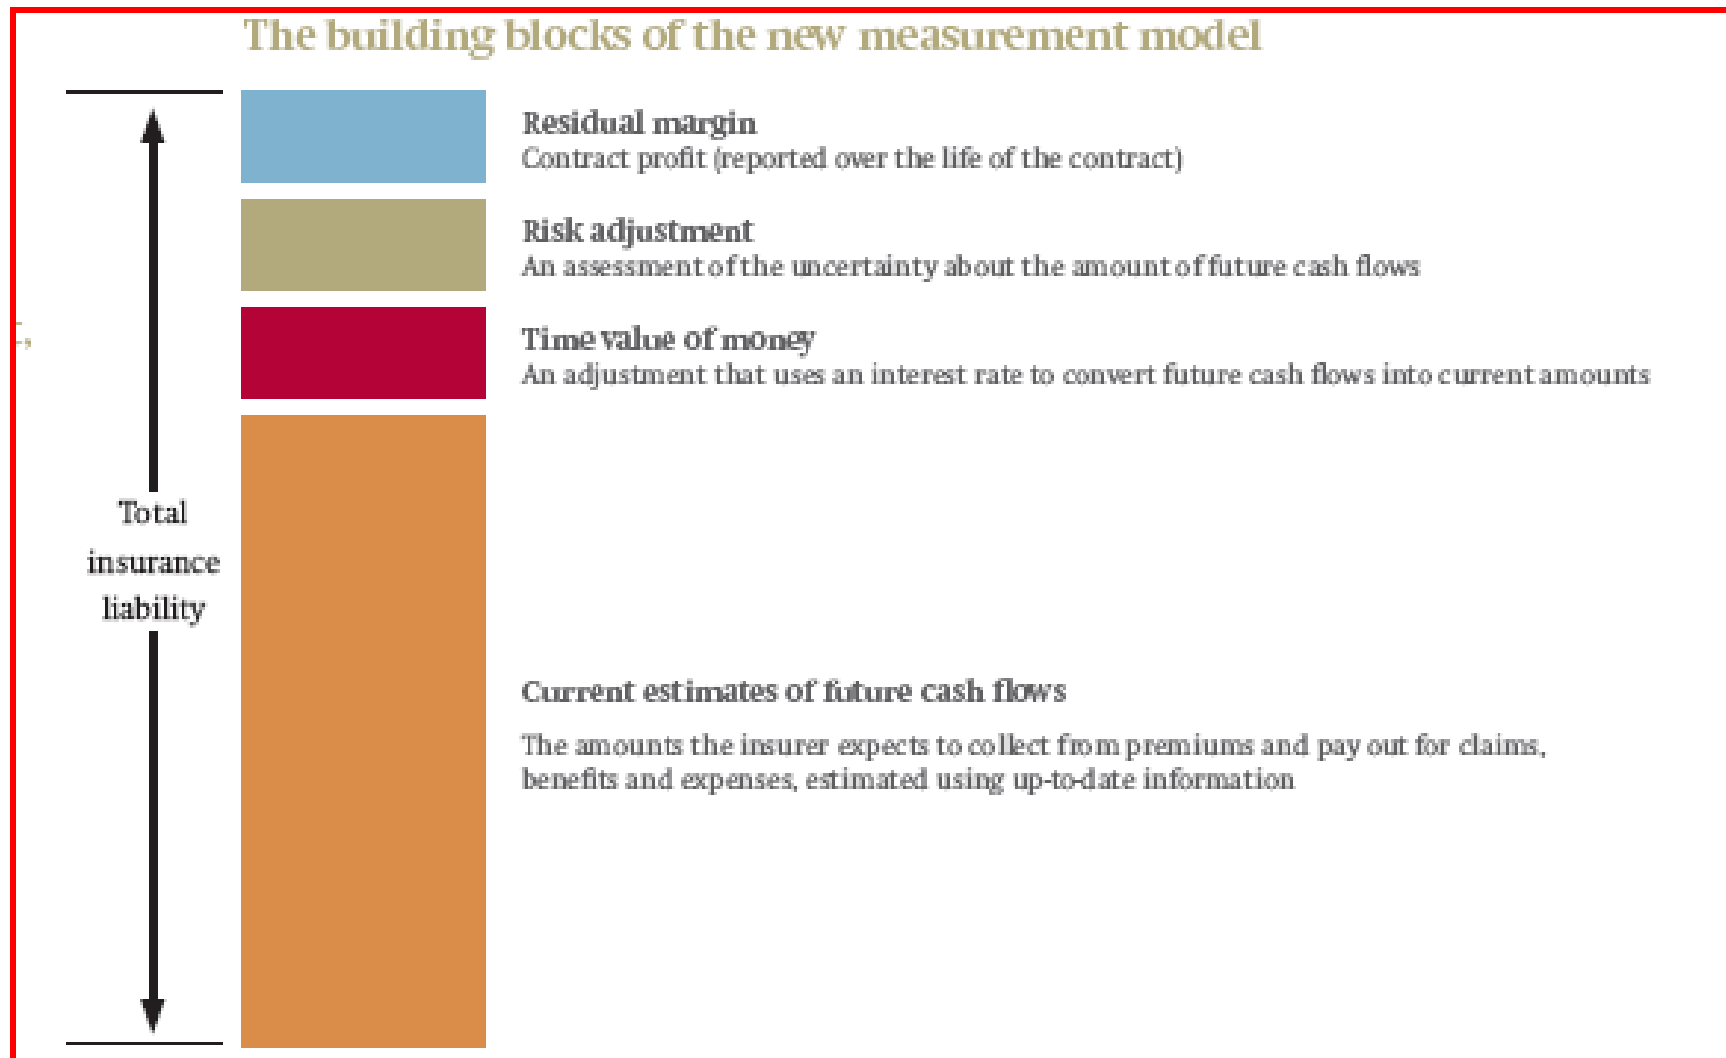 The building blocks of the new measurement model
Residual margin
Contract profit (reported over the life of the contract)
Risk adjustment
An assessment of the uncertainty about the amount of future cash flows
Time value of money
An adjustment that uses an interest rate to convert future cash flows into current amounts
Total
insurance
liability
Current estimates of future cash flows
The amounts the insurer expects to collect from premiums and pay out for claims,
benefits and expenses, estimated using up-to-date information